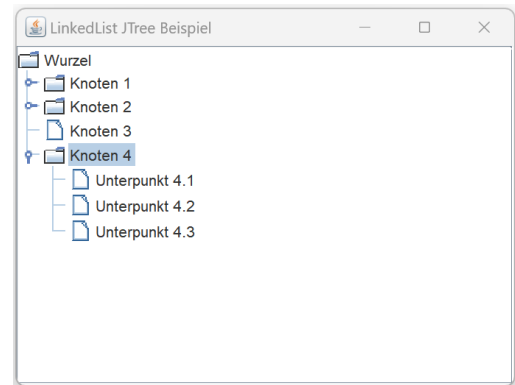 LinkedList JTree Beispiel
Wurzel
Knoten 1
Knoten 2
Knoten 3
Knoten 4
Unterpunkt 4.1
Unterpunkt 4.2
Unterpunkt 4.3